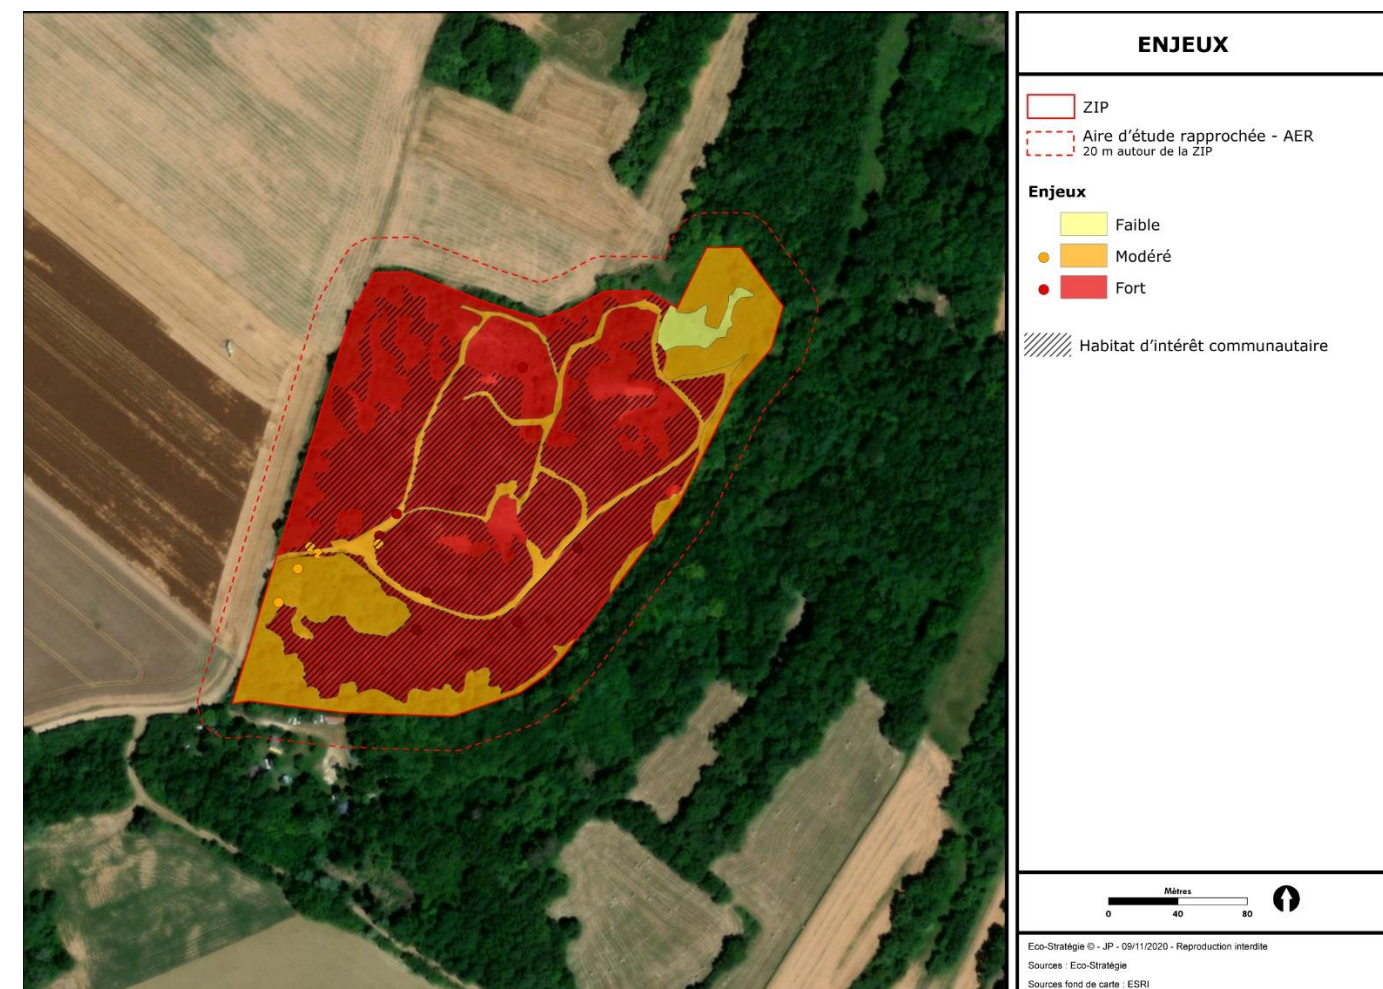 ENJEUX
ZIP
Aire d'étude rapprochée - AER
20 m autour de la ZIP
Enjeux
Faible
Modéré
Fort
Habitat d'intérêt communautaire
Mètres
0 40 80
Eco-Stratégie © - JP - 09/11/2020 - Reproduction interdite
Sources : Eco-Stratégie
Sources fond de carte : ESRI